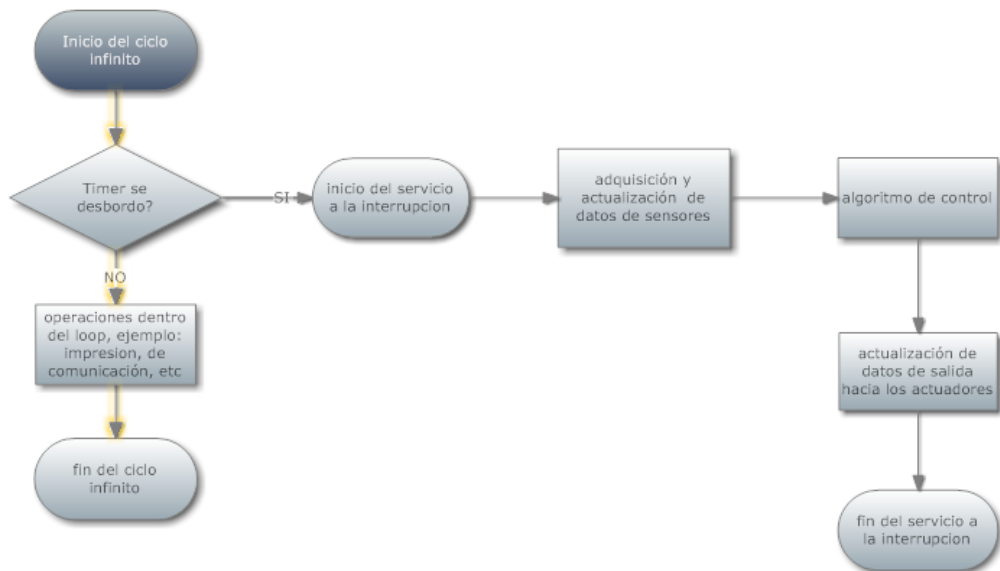 Inicio del ciclo
infinito
Timer se
desbordo?
SI
inicio del servicio
a la interrupcion
adquisición y
actualización de
datos de sensores
algoritmo de control
NO
operaciones dentro
del loop, ejemplo:
impresion, de
comunicación, etc
actualización de
datos de salida
hacia los actuadores
fin del ciclo
infinito
fin del servicio a
la interrupcion